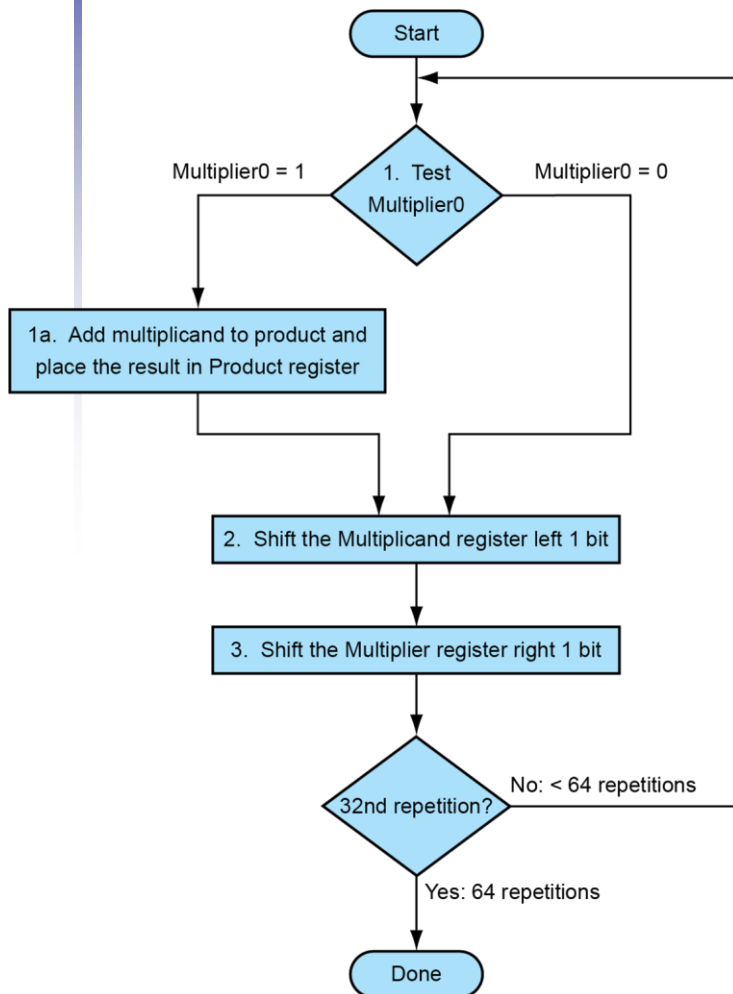 Start
Multiplier0 = 1
1. Test
Multiplier0
Multiplier0 = 0
1a. Add multiplicand to product and
place the result in Product register
2. Shift the Multiplicand register left 1 bit
3. Shift the Multiplier register right 1 bit
32nd repetition?
No: < 64 repetitions
Yes: 64 repetitions
Done